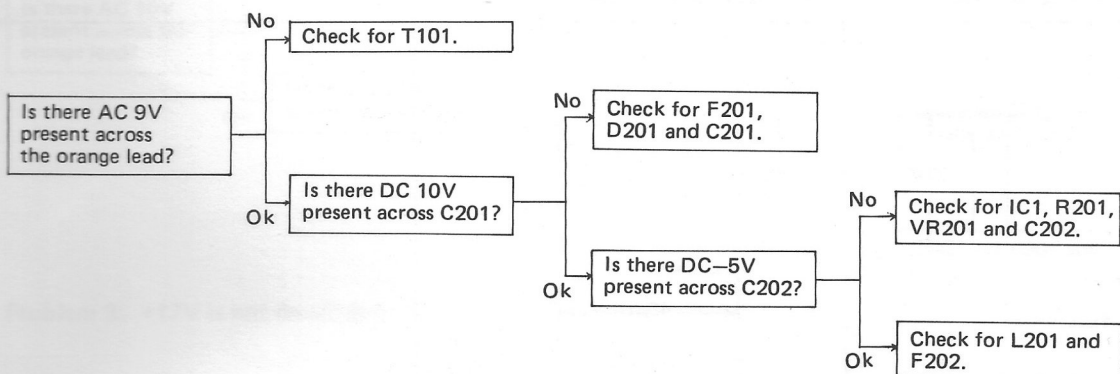 No
Check for T101.
Is there AC 9V
present across
the orange lead?
Ok
Is there DC 10V
present across C201?
No
Check for F201,
D201 and C201.
Ok
Is there DC—5V
present across C202?
No
Check for IC1, R201,
VR201 and C202.
Ok
Check for L201 and
F202.